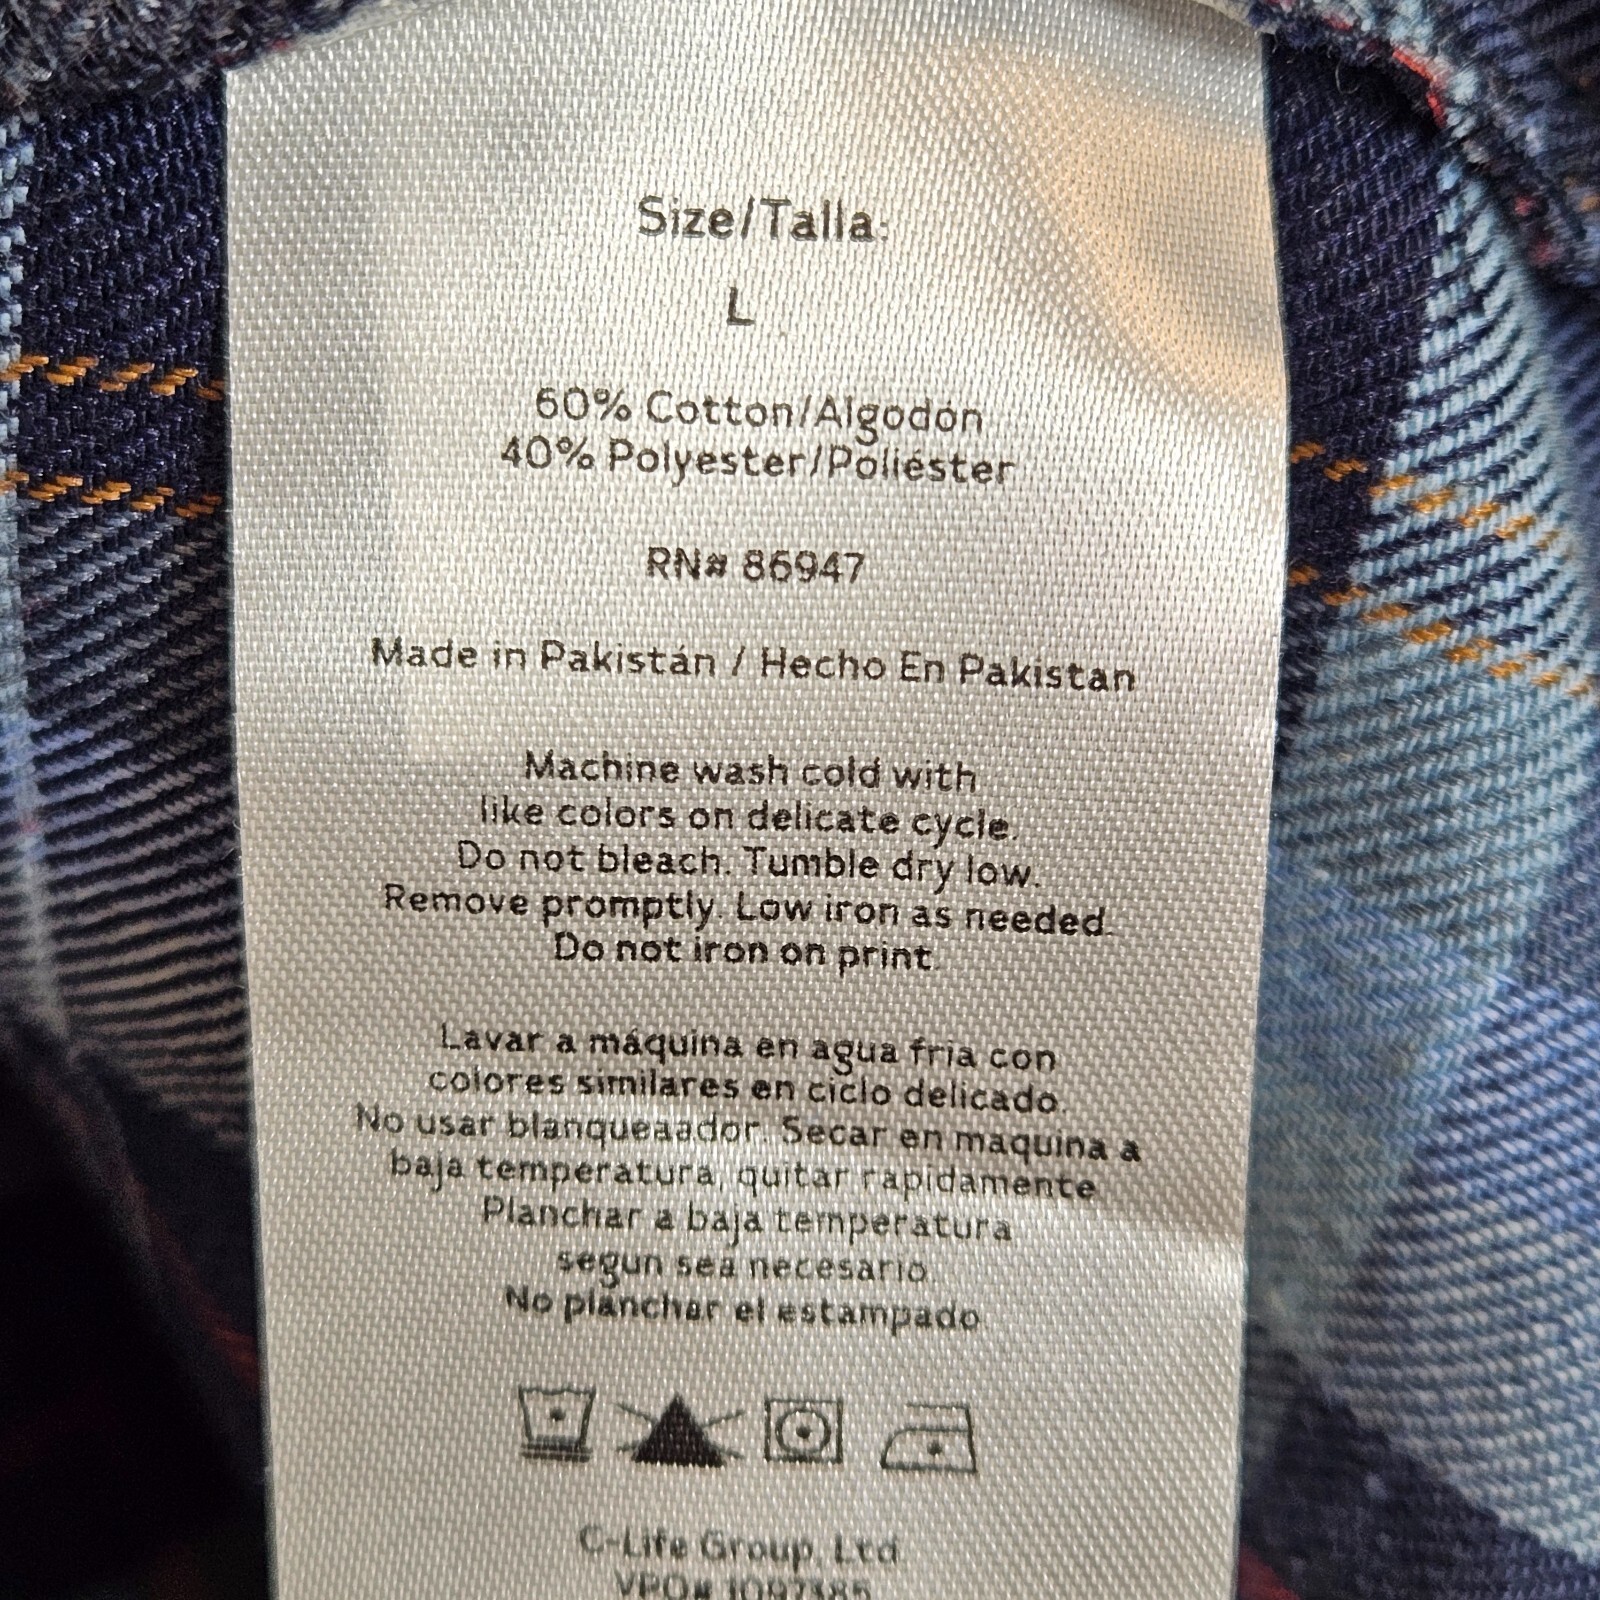 Size/Talla:
L
60% Cotton/Algodón
40% Polyester/Poliéster
RN# 86947
Made in Pakistán / Hecho En Pakistan
Machine wash cold with
like colors on delicate cycle.
Do not bleach. Tumble dry low.
Remove promptly. Low iron as needed.
Do not iron on print.
Lavar a máquina en agua fria con
colores similares en ciclo delicado.
No usar blanqueaador. Secar en maquina a
baja temperatura, quitar rapidamente
Planchar a baja temperatura
segun sea necesario
No planchar el estampado
C-Life Group, Ltd
VPO#